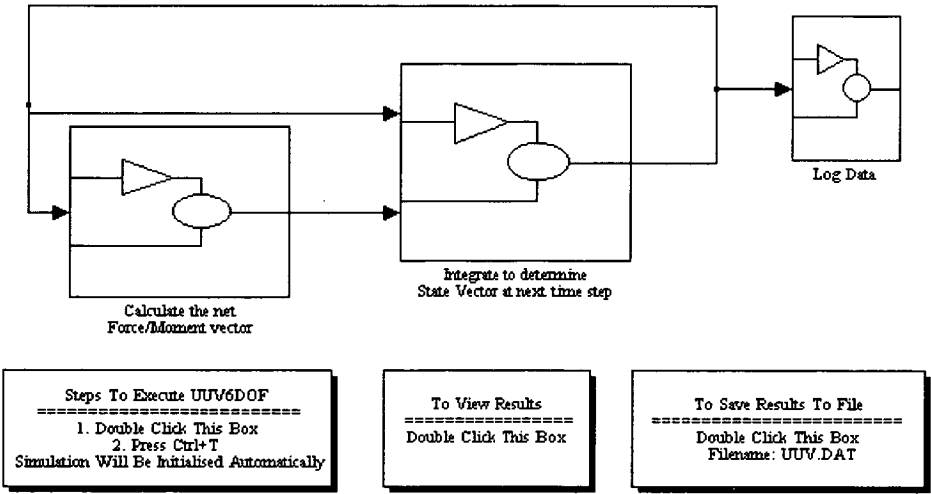 Log Data
Integrate to determine
State Vector at next time step
Calculate the net
Force/Moment vector
Steps To Execute UUV6DOF
==========================
1. Double Click This Box
2. Press Ctrl+T
Simulation Will Be Initialised Automatically
To View Results
====================
Double Click This Box
To Save Results To File
=========================
Double Click This Box
Filename: UUV.DAT